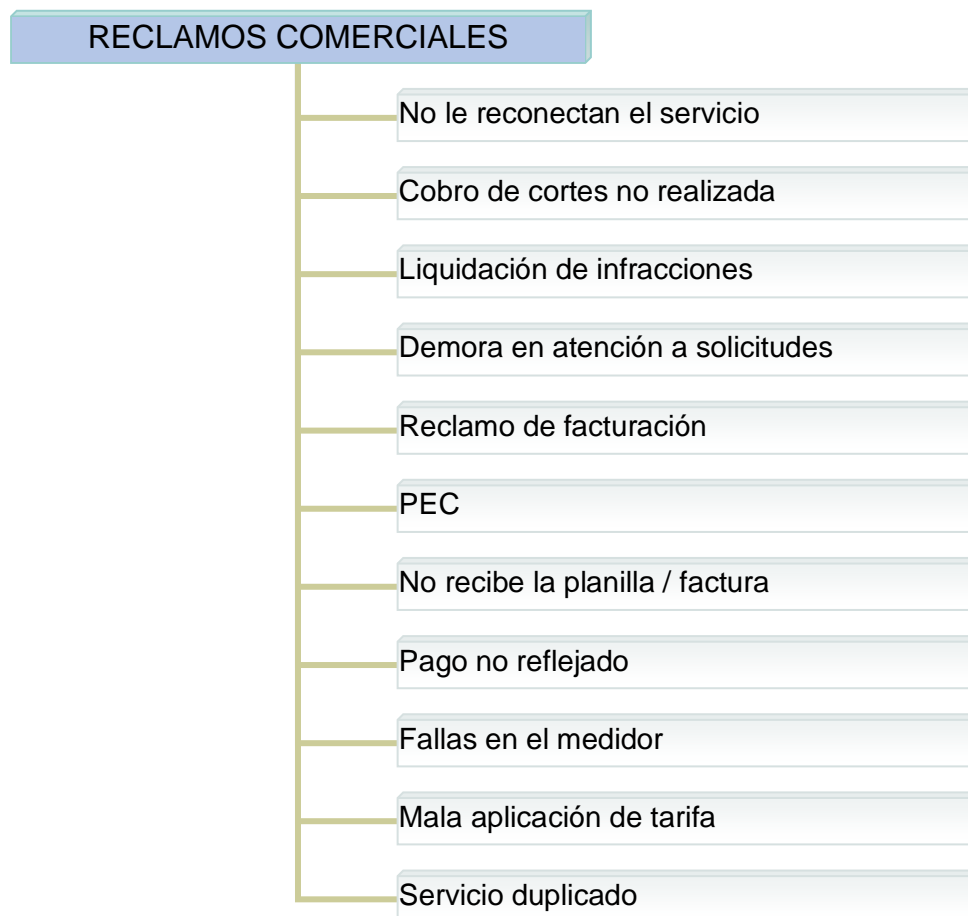 RECLAMOS COMERCIALES
No le reconectan el servicio
Cobro de cortes no realizada
Liquidación de infracciones
Demora en atención a solicitudes
Reclamo de facturación
PEC
No recibe la planilla / factura
Pago no reflejado
Fallas en el medidor
Mala aplicación de tarifa
Servicio duplicado